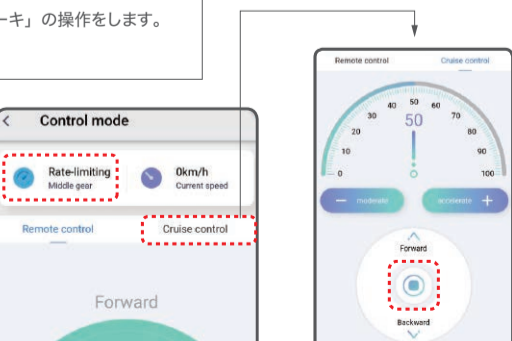 ーキ」の操作をします。
Control mode
Rate-limiting
Middle gear
0km/h
Current speed
Remote control
Cruise control
Forward
Remote control
Cruise control
0
10
20
30
40
50
60
70
80
90
100
50
moderate
accelerate
Forward
Backward